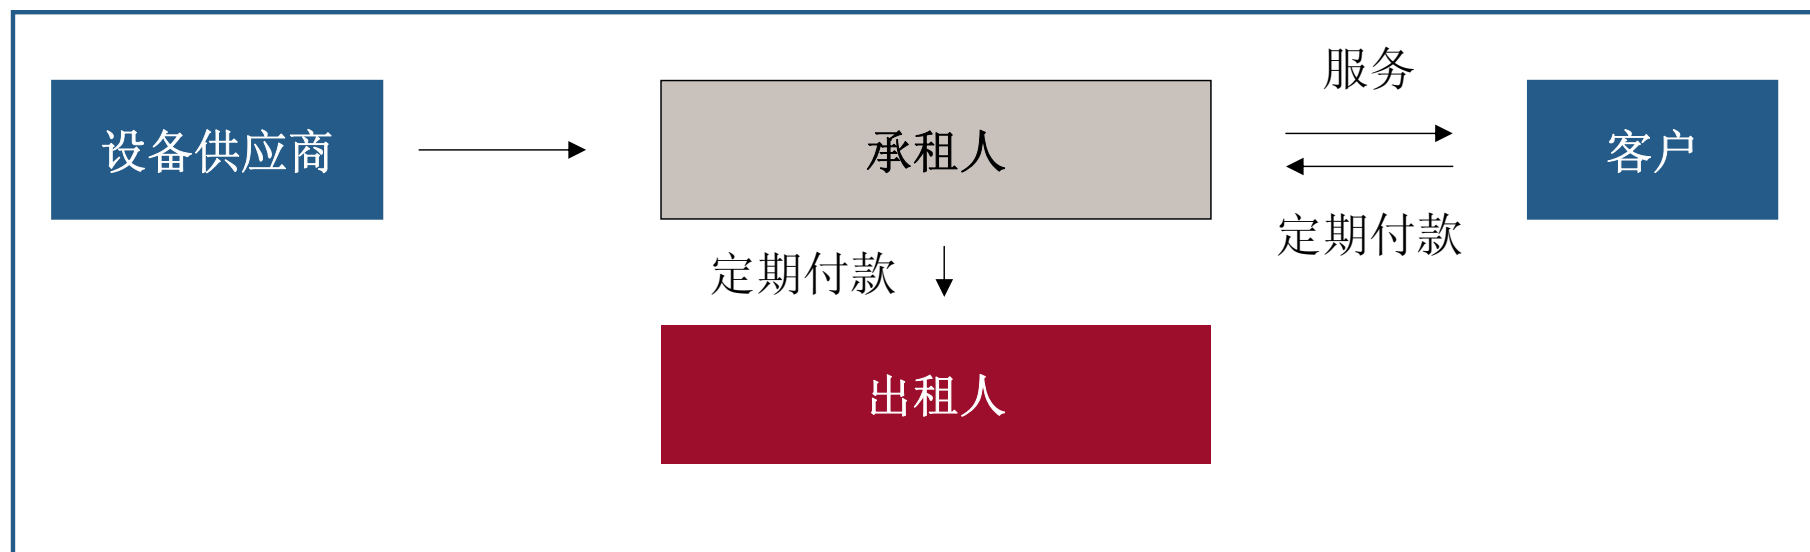 服务
设备供应商
承租人
客户
定期付款
定期付款
出租人